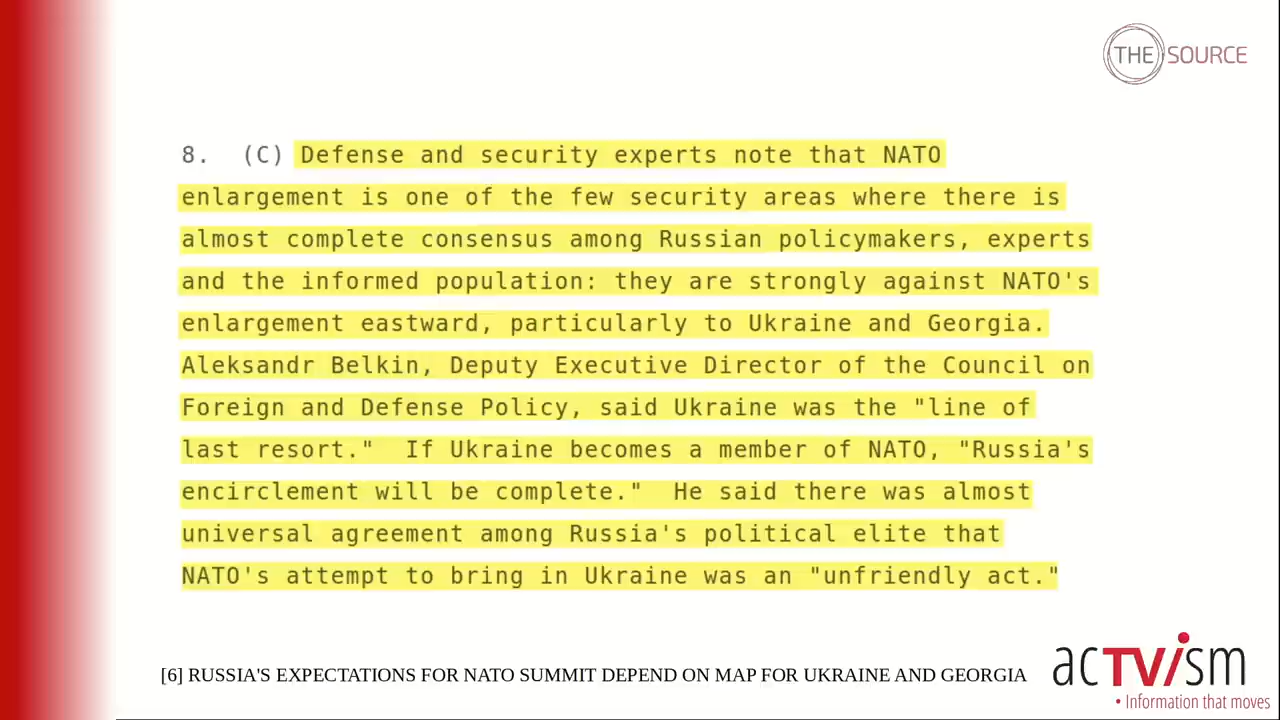 THE SOURCE
8. (C) Defense and security experts note that NATO
enlargement is one of the few security areas where there is
almost complete consensus among Russian policymakers, experts
and the informed population: they are strongly against NATO's
enlargement eastward, particularly to Ukraine and Georgia.
Aleksandr Belkin, Deputy Executive Director of the Council on
Foreign and Defense Policy, said Ukraine was the "line of
last resort." If Ukraine becomes a member of NATO, "Russia's
encirclement will be complete." He said there was almost
universal agreement among Russia's political elite that
NATO's attempt to bring in Ukraine was an "unfriendly act."
[6] RUSSIA'S EXPECTATIONS FOR NATO SUMMIT DEPEND ON MAP FOR UKRAINE AND GEORGIA
acTVism
• Information that moves